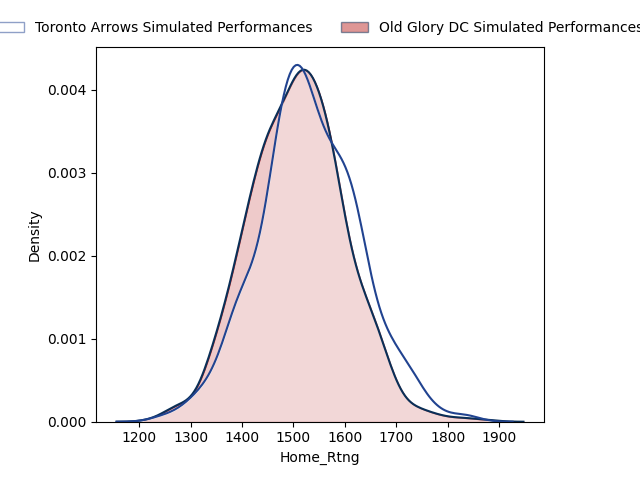 Toronto Arrows Simulated Performances Old Glory DC Simulated Performances
0.004
0.003
0.002
0.001
0.000
Density
1200 1300 1400 1500 1600 1700 1800 1900
Home_Rtng